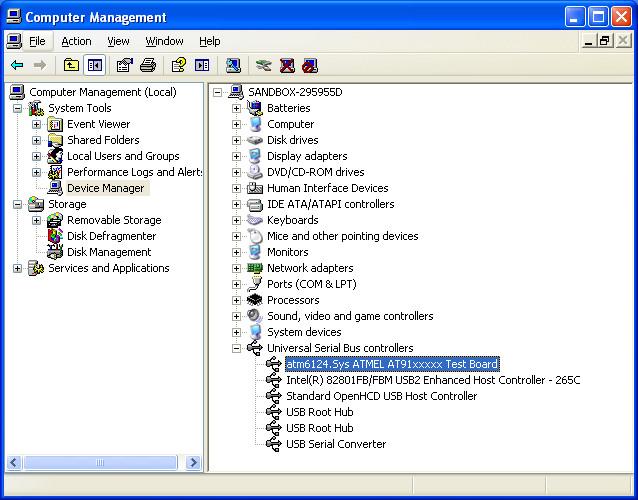 Computer Management
File Action View Window Help
Computer Management (Local)
System Tools
Event Viewer
Shared Folders
Local Users and Groups
Performance Logs and Alerts
Device Manager
Storage
Removable Storage
Disk Defragmenter
Disk Management
Services and Applications
SANDBOX-295955D
Batteries
Computer
Disk drives
Display adapters
DVD/CD-ROM drives
Human Interface Devices
IDE ATA/ATAPI controllers
Keyboards
Mice and other pointing devices
Monitors
Network adapters
Ports (COM & LPT)
Processors
Sound, video and game controllers
System devices
Universal Serial Bus controllers
atm6124.Sys ATMEL AT91xxxxx Test Board
Intel(R) 82801FB/FBM USB2 Enhanced Host Controller - 265C
Standard OpenHCD USB Host Controller
USB Root Hub
USB Root Hub
USB Serial Converter